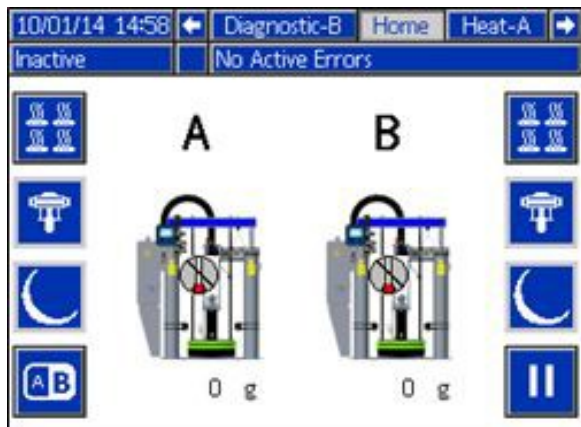 10/01/14 14:58 Diagnostic-B Home Heat-A
Inactive No Active Errors
A B
A B
0 g 0 g